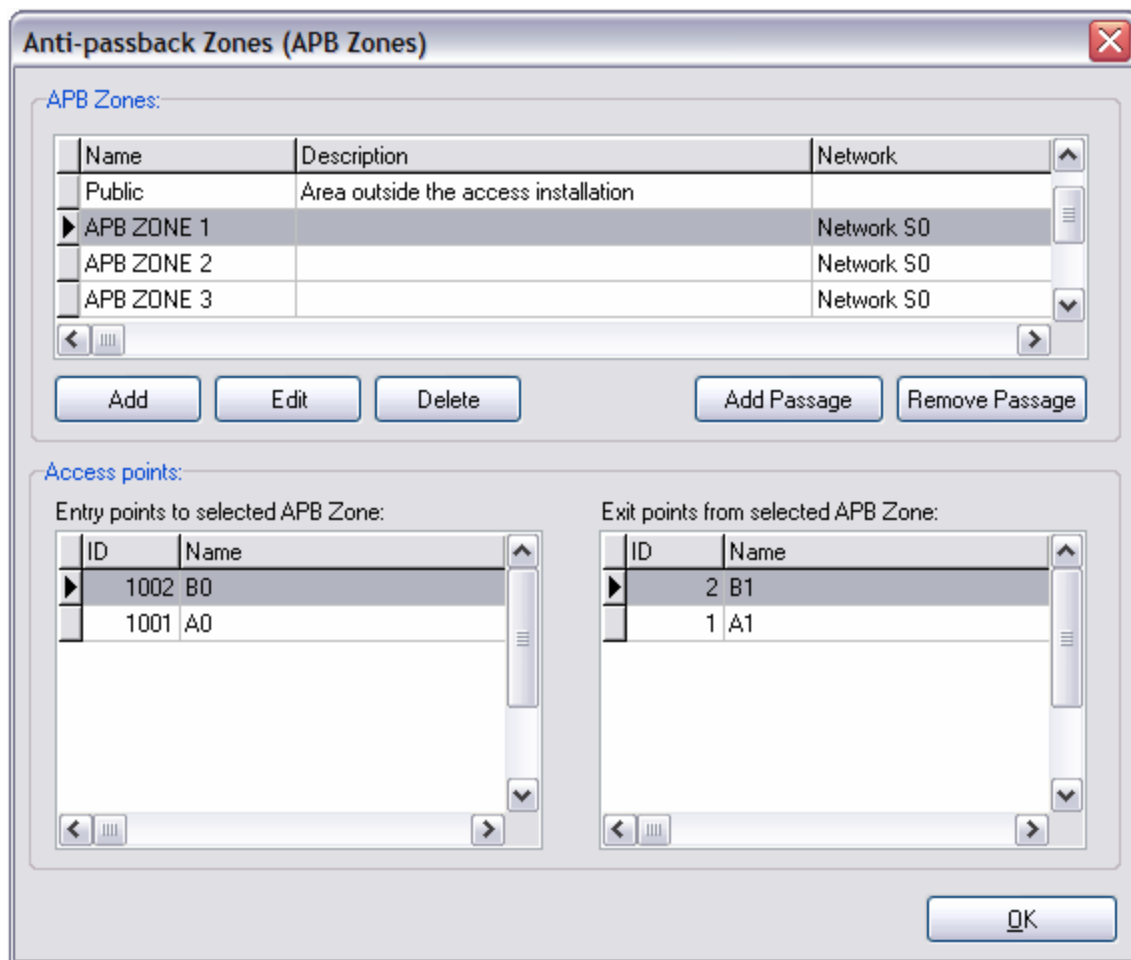 Anti-passback Zones (APB Zones)
APB Zones:
Name Description Network
Public Area outside the access installation
APB ZONE 1 Network S0
APB ZONE 2 Network S0
APB ZONE 3 Network S0
Add Edit Delete Add Passage Remove Passage
Access points:
Entry points to selected APB Zone: Exit points from selected APB Zone:
ID Name ID Name
1002 B0 2 B1
1001 A0 1 A1
OK